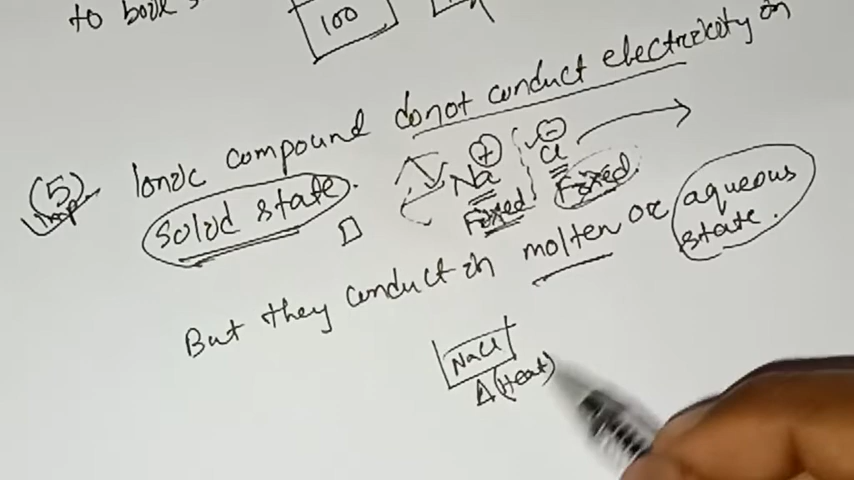 to book
100
(5) Ionic compound donot conduct electricity in
Imp
solid state.
Na + Cl -
Fixed Fixed
But they conduct in molten or aqueous
state.
NaCl
Δ(Heat)